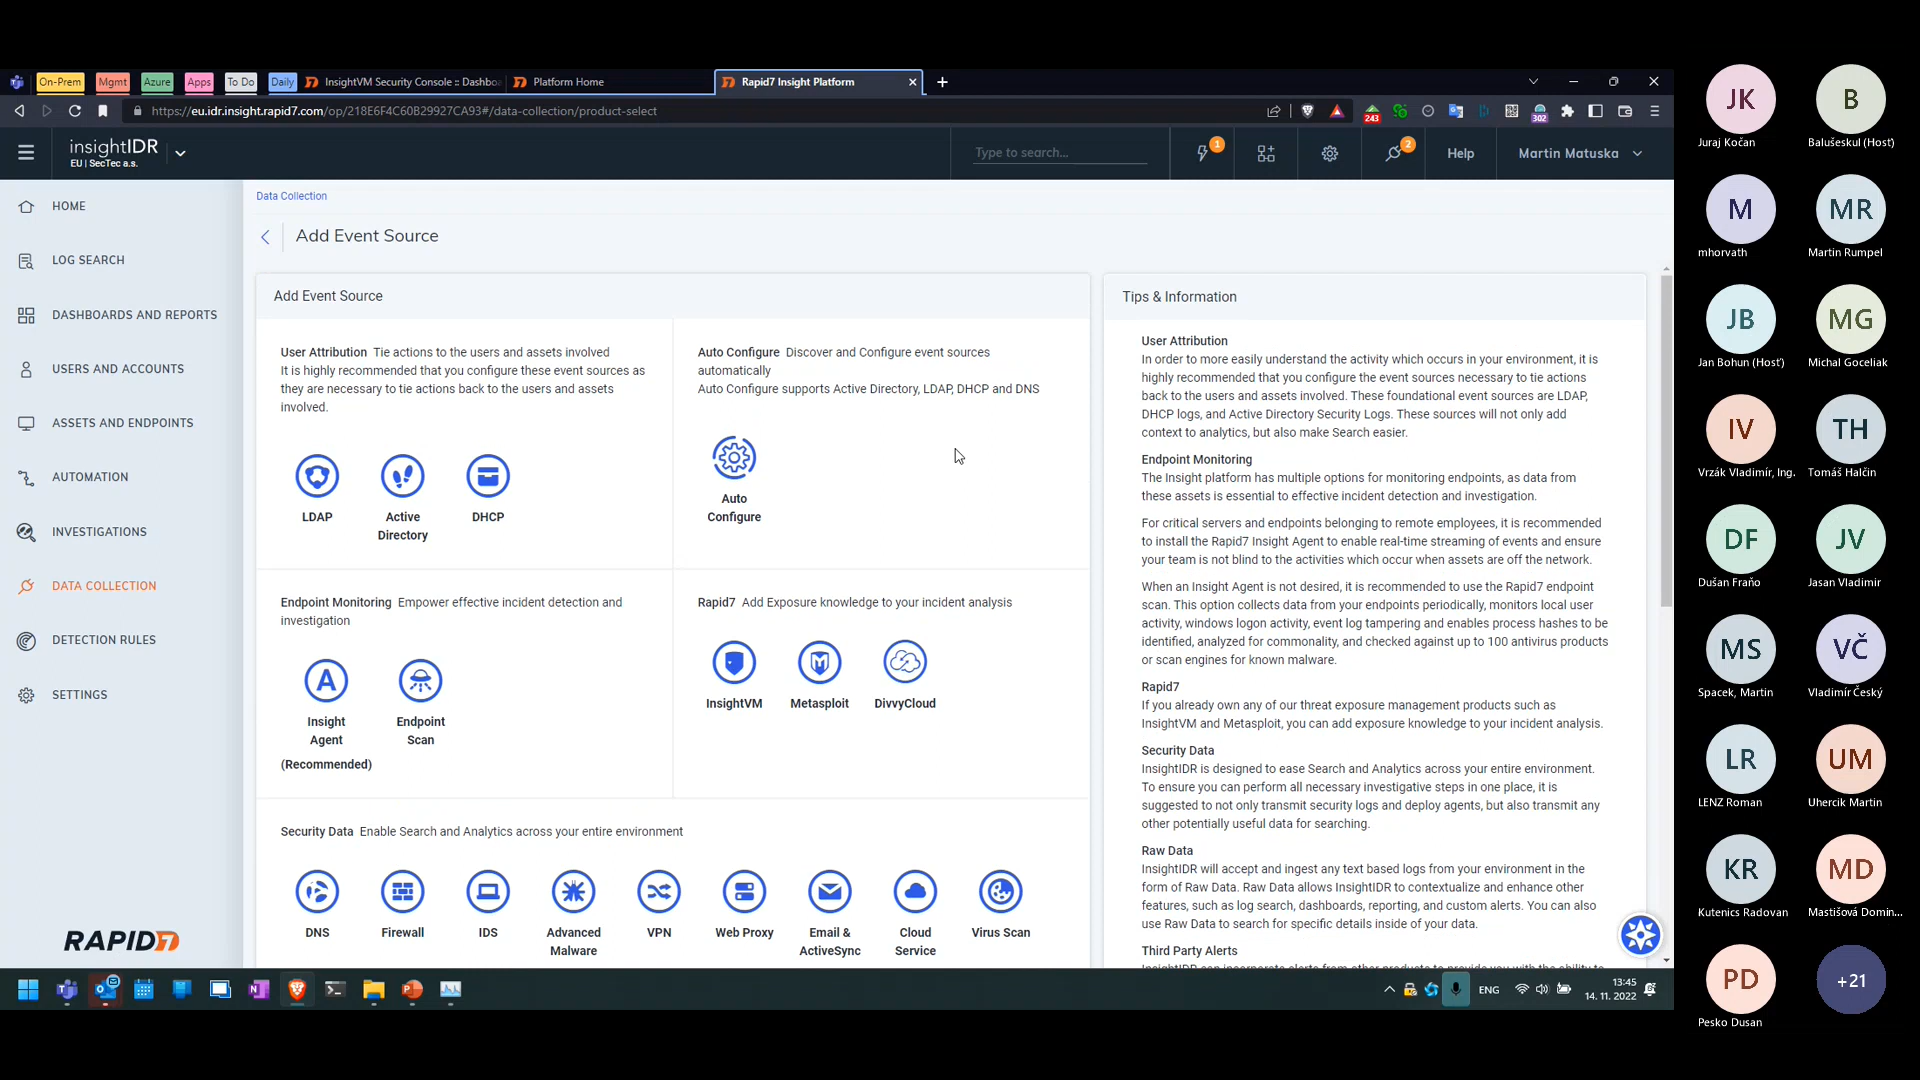 On-Prem
Mgmt
Azure
Apps
To Do
Daily
InsightVM Security Console :: Dashboa
Platform Home
Rapid7 Insight Platform
https://eu.idr.insight.rapid7.com/op/218E6F4C60B29927CA93#/data-collection/product-select
243
302
insightIDR
EU | SecTec a.s.
Type to search...
1
2
Help
Martin Matuska
HOME
LOG SEARCH
DASHBOARDS AND REPORTS
USERS AND ACCOUNTS
ASSETS AND ENDPOINTS
AUTOMATION
INVESTIGATIONS
DATA COLLECTION
DETECTION RULES
SETTINGS
RAPID7
Data Collection
Add Event Source
Add Event Source
User Attribution Tie actions to the users and assets involved
It is highly recommended that you configure these event sources as
they are necessary to tie actions back to the users and assets
involved.
LDAP
Active
Directory
DHCP
Auto Configure Discover and Configure event sources
automatically
Auto Configure supports Active Directory, LDAP, DHCP and DNS
Auto
Configure
Endpoint Monitoring Empower effective incident detection and
investigation
Insight
Agent
(Recommended)
Endpoint
Scan
Rapid7 Add Exposure knowledge to your incident analysis
InsightVM
Metasploit
DivvyCloud
Security Data Enable Search and Analytics across your entire environment
DNS
Firewall
IDS
Advanced
Malware
VPN
Web Proxy
Email &
ActiveSync
Cloud
Service
Virus Scan
Tips & Information
User Attribution
In order to more easily understand the activity which occurs in your environment, it is
highly recommended that you configure the event sources necessary to tie actions
back to the users and assets involved. These foundational event sources are LDAP,
DHCP logs, and Active Directory Security Logs. These sources will not only add
context to analytics, but also make Search easier.
Endpoint Monitoring
The Insight platform has multiple options for monitoring endpoints, as data from
these assets is essential to effective incident detection and investigation.
For critical servers and endpoints belonging to remote employees, it is recommended
to install the Rapid7 Insight Agent to enable real-time streaming of events and ensure
your team is not blind to the activities which occur when assets are off the network.
When an Insight Agent is not desired, it is recommended to use the Rapid7 endpoint
scan. This option collects data from your endpoints periodically, monitors local user
activity, windows logon activity, event log tampering and enables process hashes to be
identified, analyzed for commonality, and checked against up to 100 antivirus products
or scan engines for known malware.
Rapid7
If you already own any of our threat exposure management products such as
InsightVM and Metasploit, you can add exposure knowledge to your incident analysis.
Security Data
InsightIDR is designed to ease Search and Analytics across your entire environment.
To ensure you can perform all necessary investigative steps in one place, it is
suggested to not only transmit security logs and deploy agents, but also transmit any
other potentially useful data for searching.
Raw Data
InsightIDR will accept and ingest any text based logs from your environment in the
form of Raw Data. Raw Data allows InsightIDR to contextualize and enhance other
features, such as log search, dashboards, reporting, and custom alerts. You can also
use Raw Data to search for specific details inside of your data.
Third Party Alerts
InsightIDR can incorporate alerts from other products to provide you with the ability to
ENG
13:45
14. 11. 2022
JK
Juraj Kočan
B
Balušeskul (Host)
M
mhorvath
MR
Martin Rumpel
JB
Jan Bohun (Host)
MG
Michal Goceliak
IV
Vrzák Vladimír, Ing.
TH
Tomáš Halčin
DF
Dušan Fraňo
JV
Jasan Vladimir
MS
Spacek, Martin
VČ
Vladimír Český
LR
LENZ Roman
UM
Uhercik Martin
KR
Kutenics Radovan
MD
Mastišová Domin...
PD
Pesko Dusan
+21